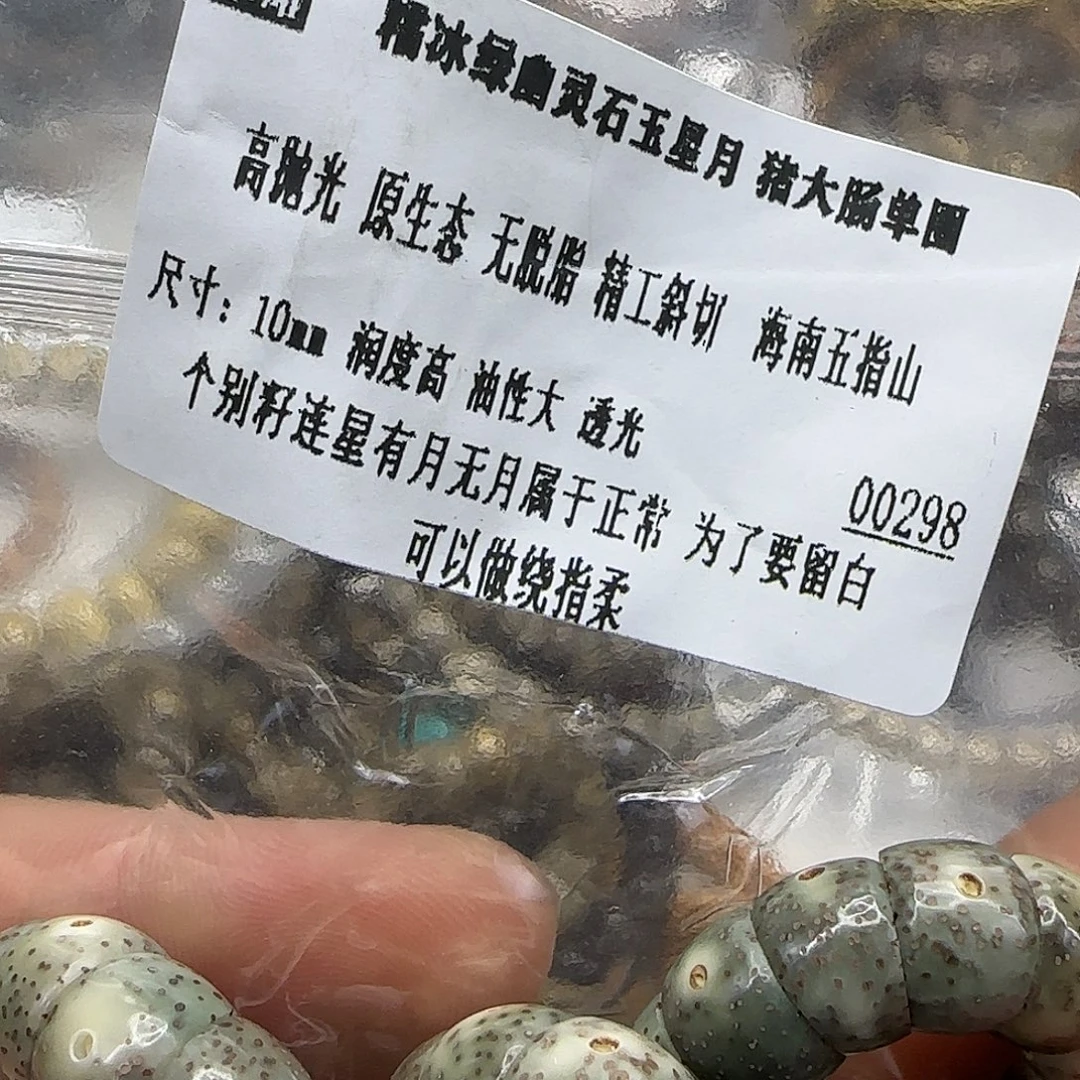 糯冰绿幽灵石玉星月 猪大肠单圈
高抛光 原生态 无脱脂 精工斜切 海南五指山
尺寸：10mm 润度高 油性大 透光
00298
个别籽连星有月无月属于正常 为了要留白
可以做绕指柔